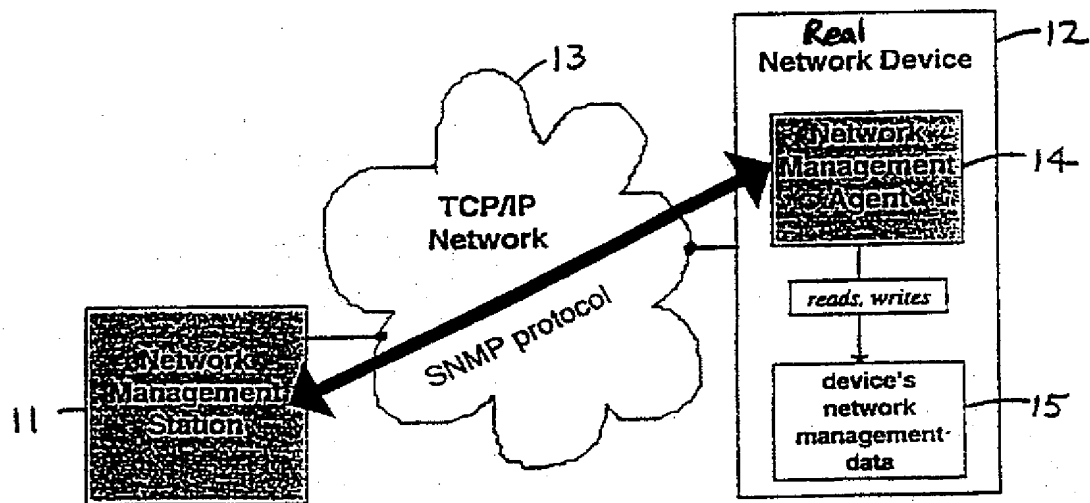 Real
Network Device
12
13
Network
Management
Agent
14
TCP/IP
Network
reads, writes
SNMP protocol
Network
Management
Station
11
device's
network
management-
data
15